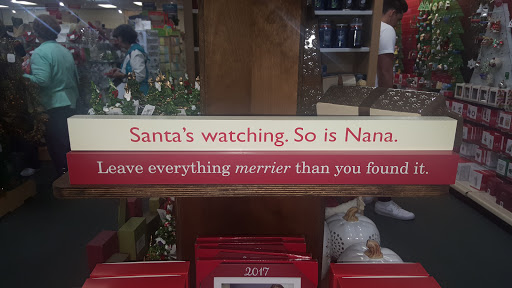 Santa's watching. So is Nana.
Leave everything merrier than you found it.
2017